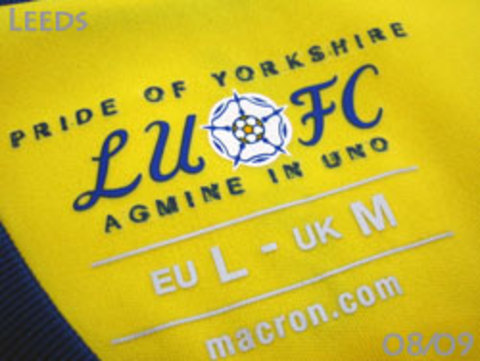 LEEDS
PRIDE OF YORKSHIRE
LU FC
AGMINE IN UNO
EU L - UK M
macron.com
08/09